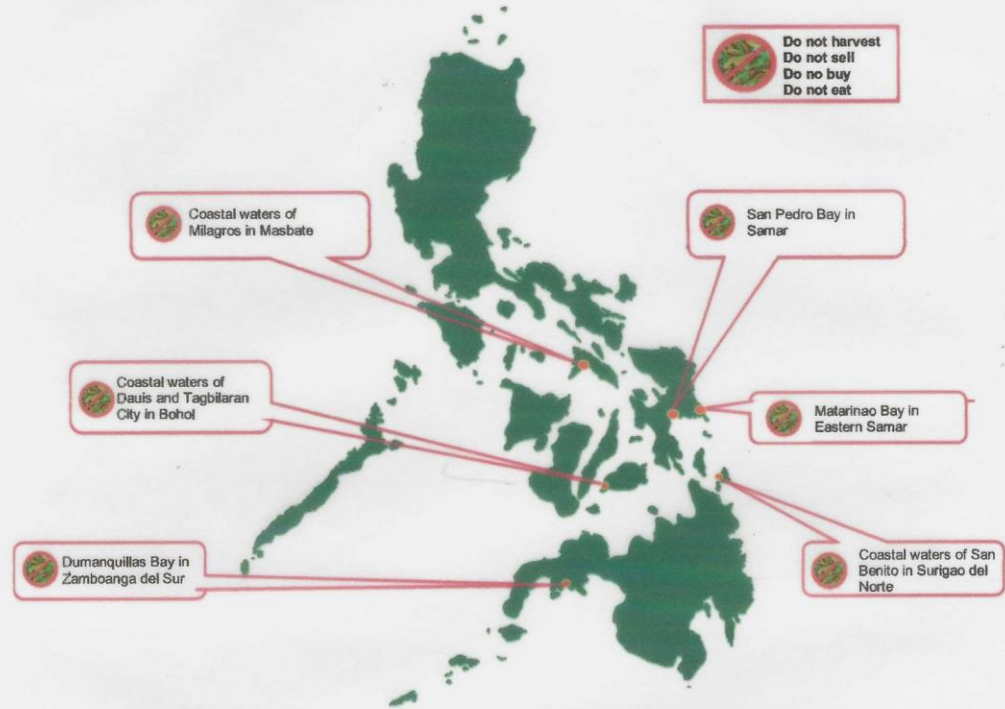 Do not harvest
Do not sell
Do no buy
Do not eat
Coastal waters of
Milagros in Masbate
San Pedro Bay in
Samar
Coastal waters of
Dauis and Tagbilaran
City in Bohol
Matarinao Bay in
Eastern Samar
Dumanquillas Bay in
Zamboanga del Sur
Coastal waters of San
Benito in Surigao del
Norte